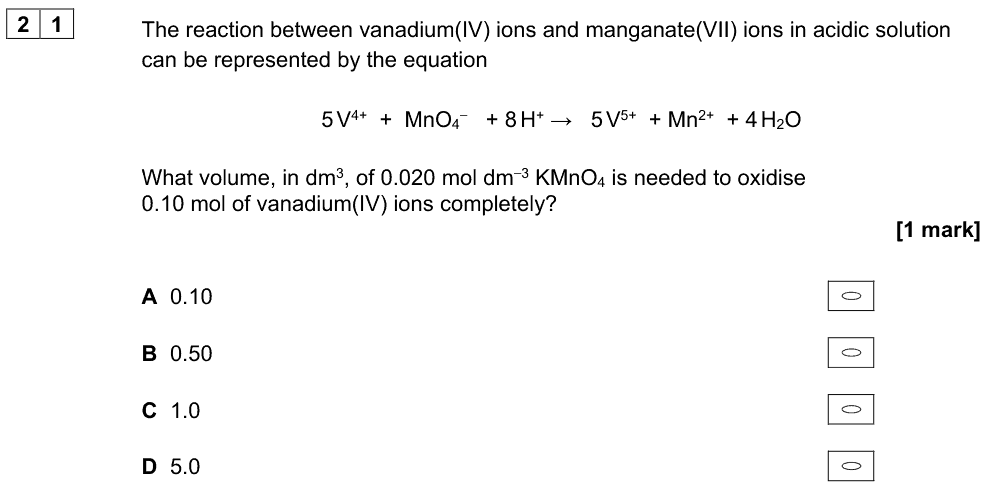 2 1
The reaction between vanadium(IV) ions and manganate(VII) ions in acidic solution
can be represented by the equation
5 V⁴⁺ + MnO₄⁻ + 8 H⁺ → 5 V⁵⁺ + Mn²⁺ + 4 H₂O
What volume, in dm³, of 0.020 mol dm⁻³ KMnO₄ is needed to oxidise
0.10 mol of vanadium(IV) ions completely?
[1 mark]
A 0.10
B 0.50
C 1.0
D 5.0